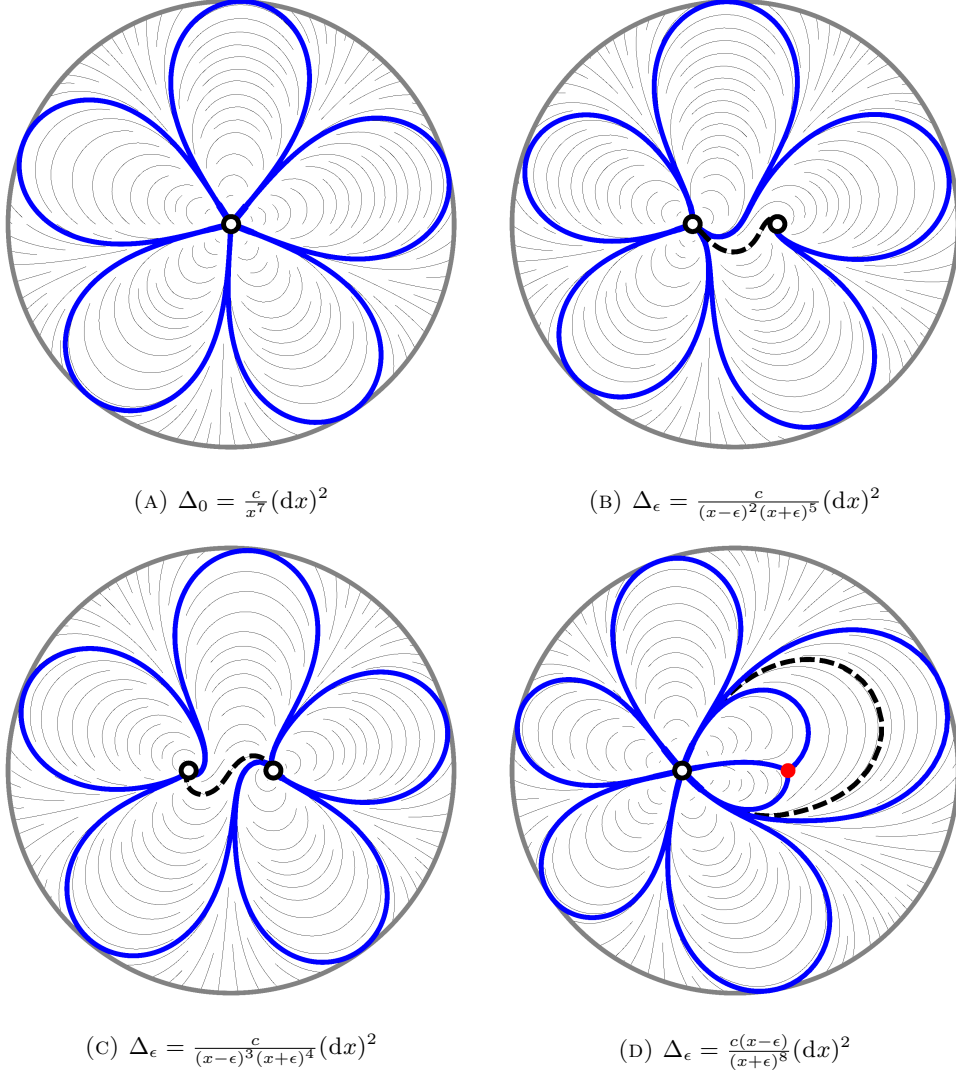 (A) Δ₀ = c/x⁷ (dx)²
(B) Δ_ϵ = c/((x−ϵ)²(x+ϵ)⁵) (dx)²
(C) Δ_ϵ = c/((x−ϵ)³(x+ϵ)⁴) (dx)²
(D) Δ_ϵ = c(x−ϵ)/(x+ϵ)⁸ (dx)²